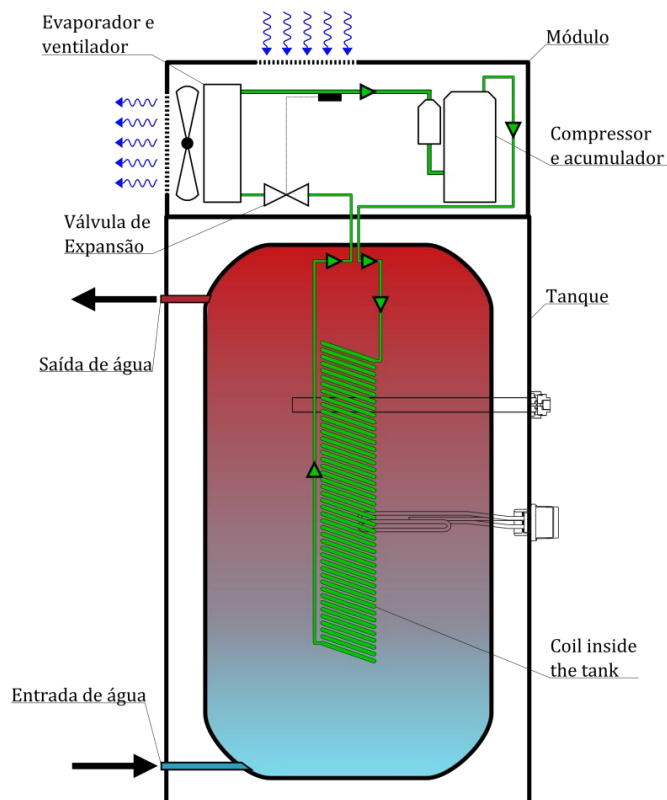 Evaporador e
ventilador
Módulo
Compressor
e acumulador
Válvula de
Expansão
Tanque
Saída de água
Coil inside
the tank
Entrada de água